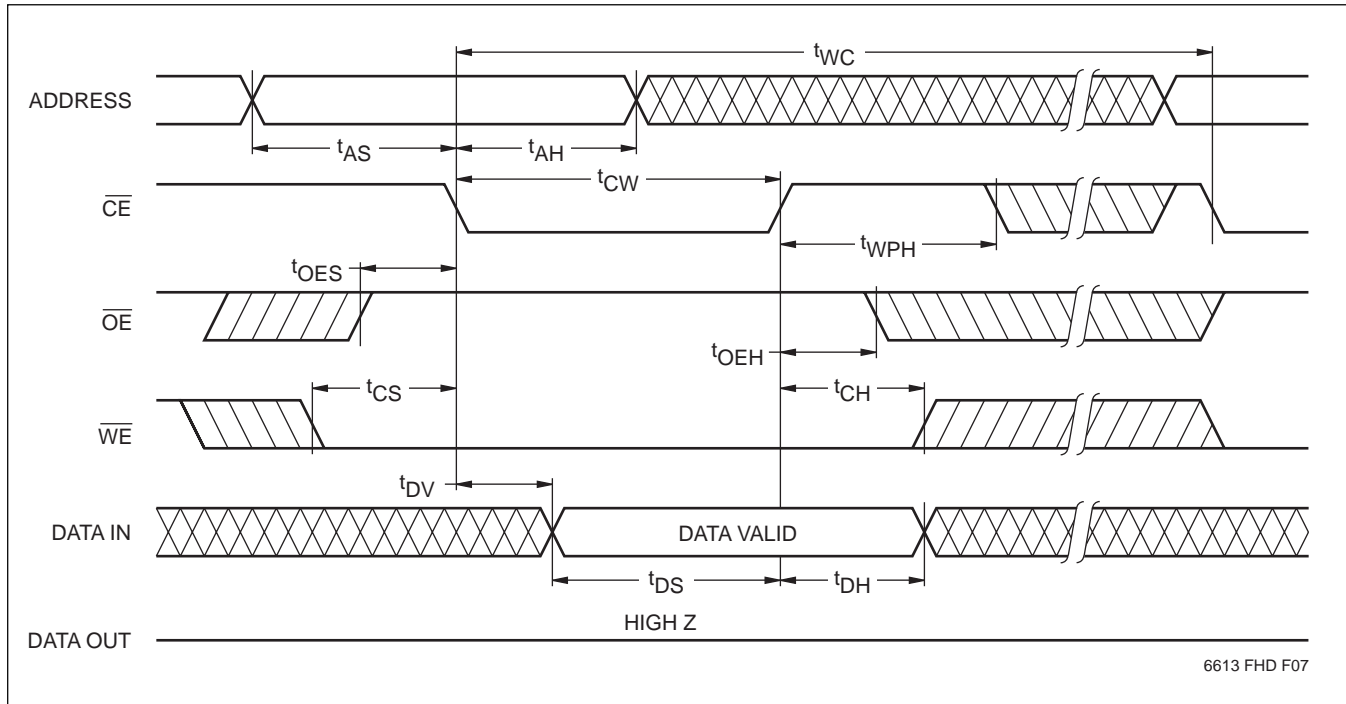 tWC
ADDRESS
tAS
tAH
tCW
CE
tWPH
tOES
OE
tOEH
tCS
tCH
WE
tDV
DATA IN
DATA VALID
tDS
tDH
HIGH Z
DATA OUT
6613 FHD F07